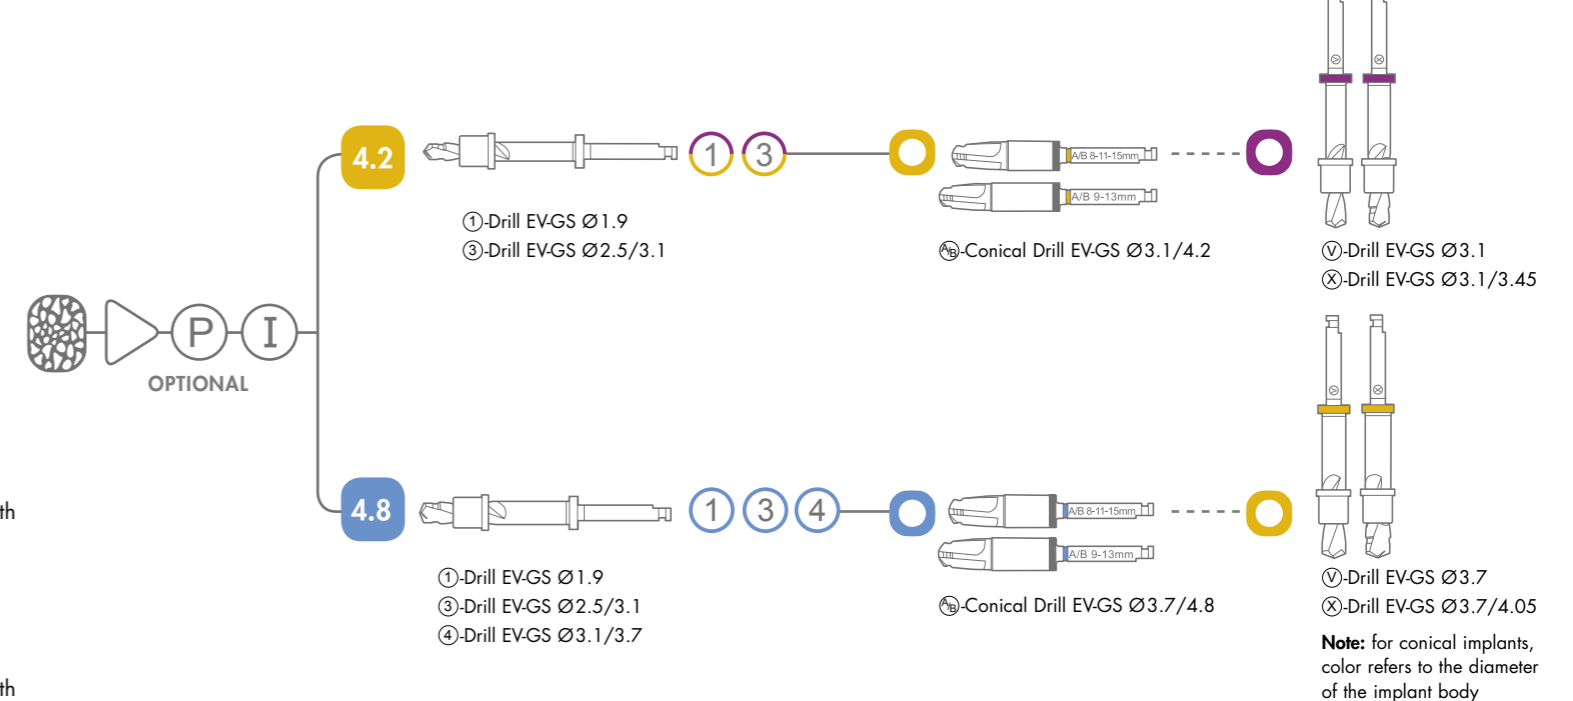 4.2
1 3
A/B 8-11-15mm
A/B 9-13mm
V X
①-Drill EV-GS Ø1.9
③-Drill EV-GS Ø2.5/3.1
A/B-Conical Drill EV-GS Ø3.1/4.2
Ⓥ-Drill EV-GS Ø3.1
Ⓧ-Drill EV-GS Ø3.1/3.45
P I
OPTIONAL
4.8
1 3 4
A/B 8-11-15mm
A/B 9-13mm
V X
①-Drill EV-GS Ø1.9
③-Drill EV-GS Ø2.5/3.1
④-Drill EV-GS Ø3.1/3.7
A/B-Conical Drill EV-GS Ø3.7/4.8
Ⓥ-Drill EV-GS Ø3.7
Ⓧ-Drill EV-GS Ø3.7/4.05
Note: for conical implants,
color refers to the diameter
of the implant body
th
th